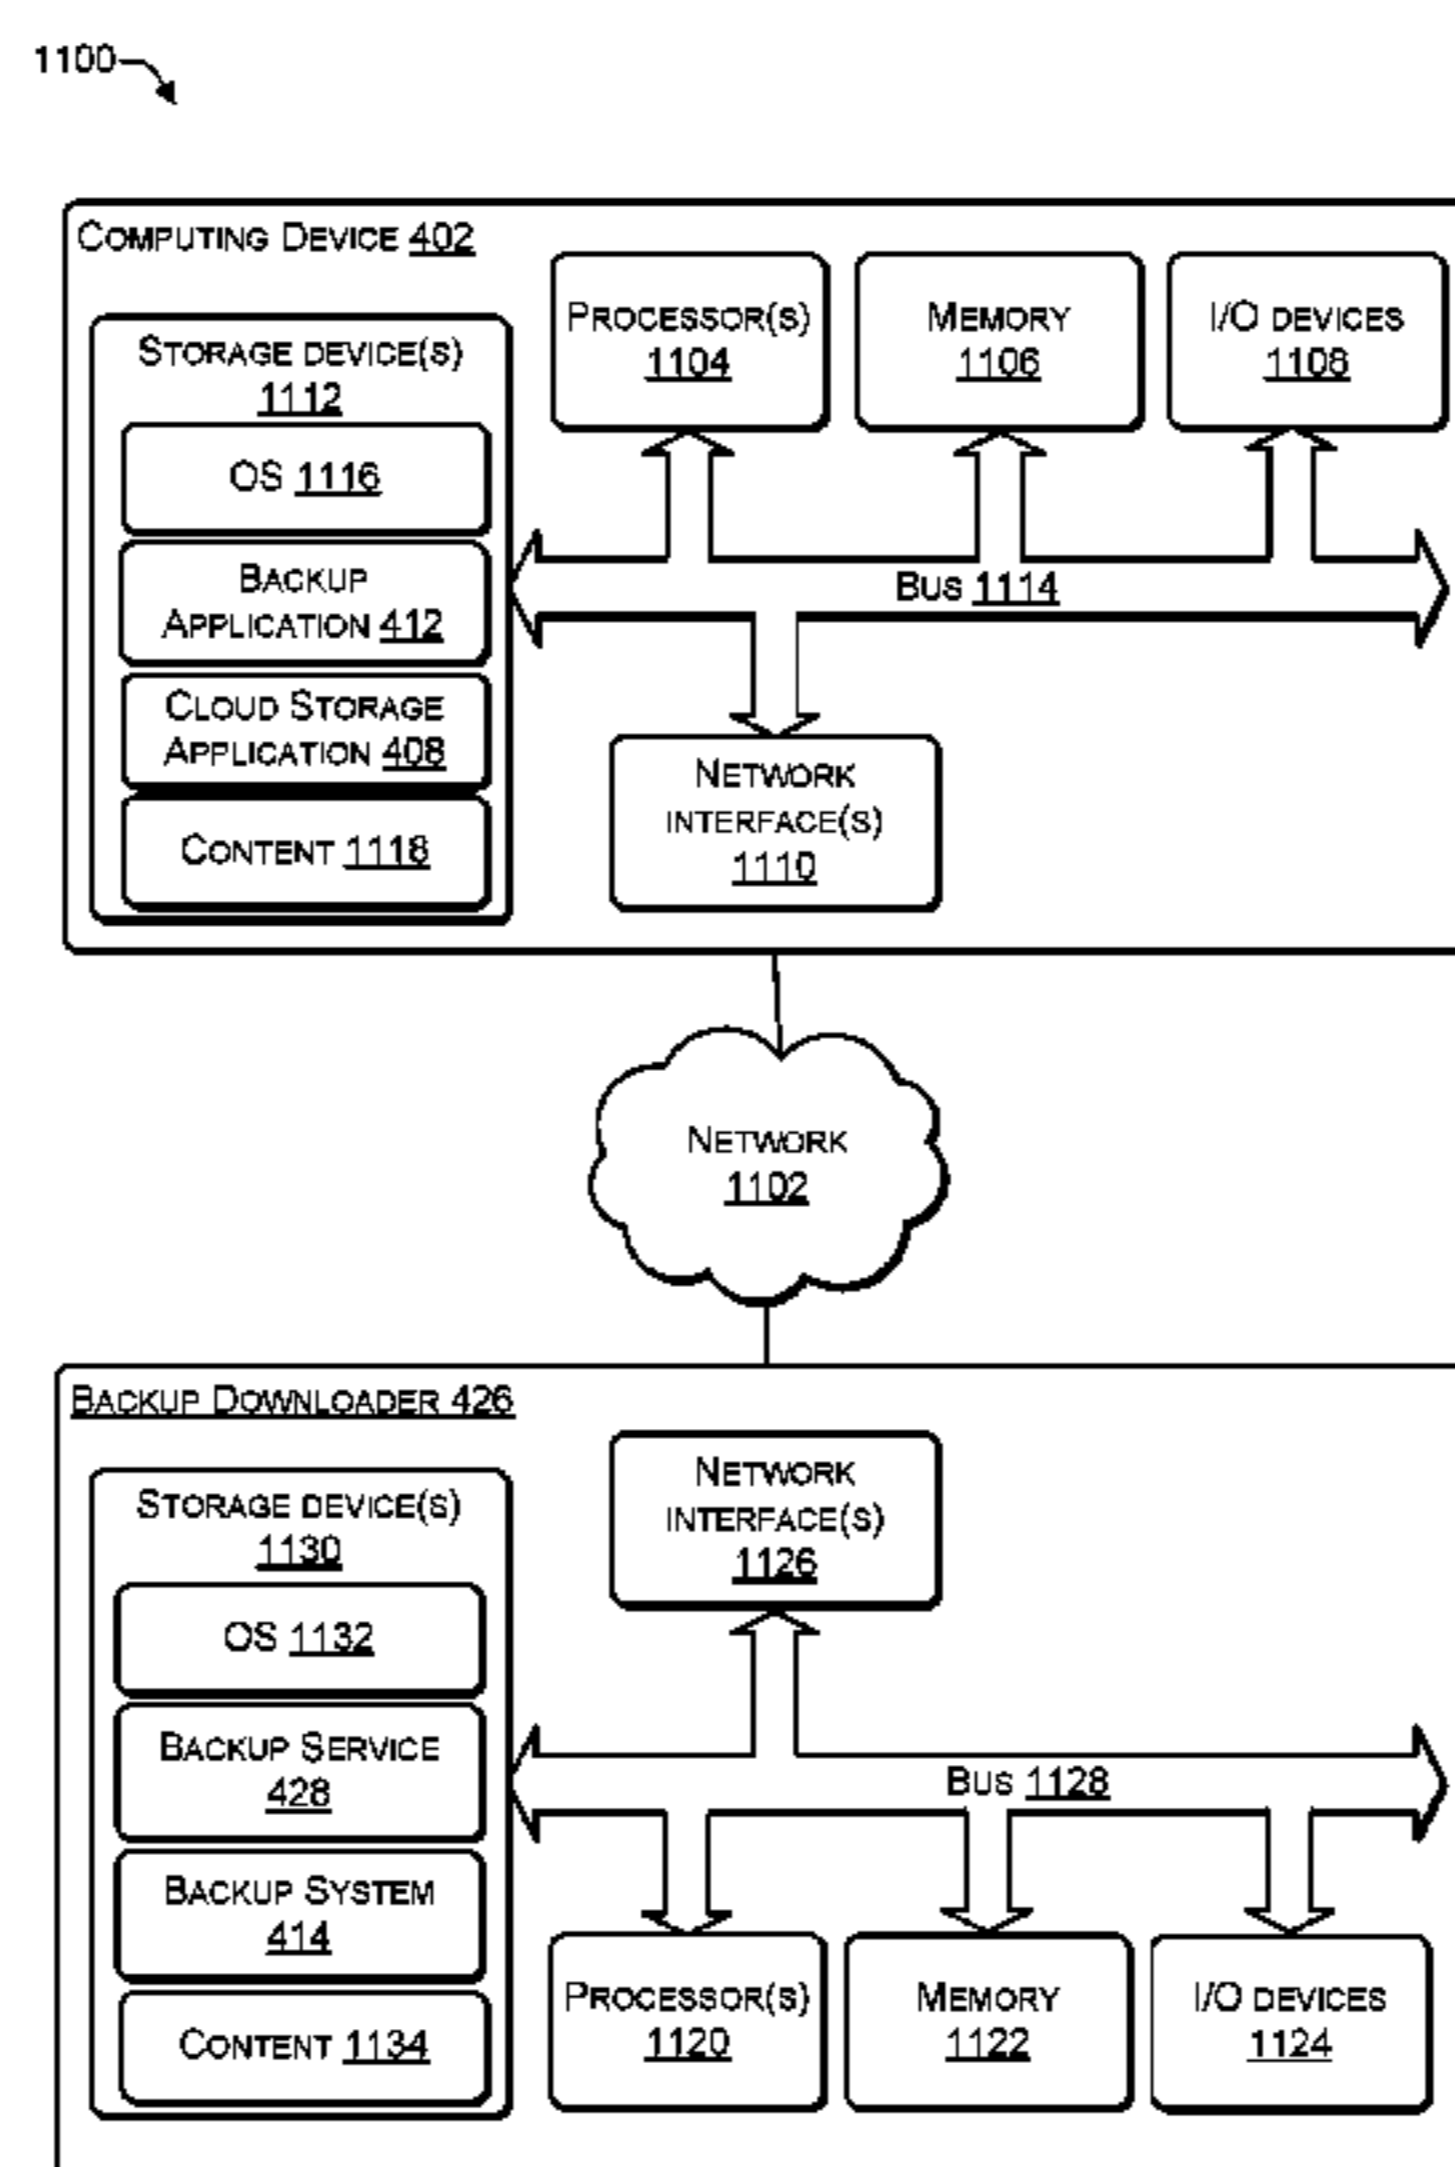 1100
COMPUTING DEVICE 402
STORAGE DEVICE(S)
1112
OS 1116
BACKUP
APPLICATION 412
CLOUD STORAGE
APPLICATION 408
CONTENT 1118
PROCESSOR(S)
1104
MEMORY
1106
I/O DEVICES
1108
BUS 1114
NETWORK
INTERFACE(S)
1110
NETWORK
1102
BACKUP DOWNLOADER 426
STORAGE DEVICE(S)
1130
OS 1132
BACKUP SERVICE
428
BACKUP SYSTEM
414
CONTENT 1134
NETWORK
INTERFACE(S)
1126
BUS 1128
PROCESSOR(S)
1120
MEMORY
1122
I/O DEVICES
1124